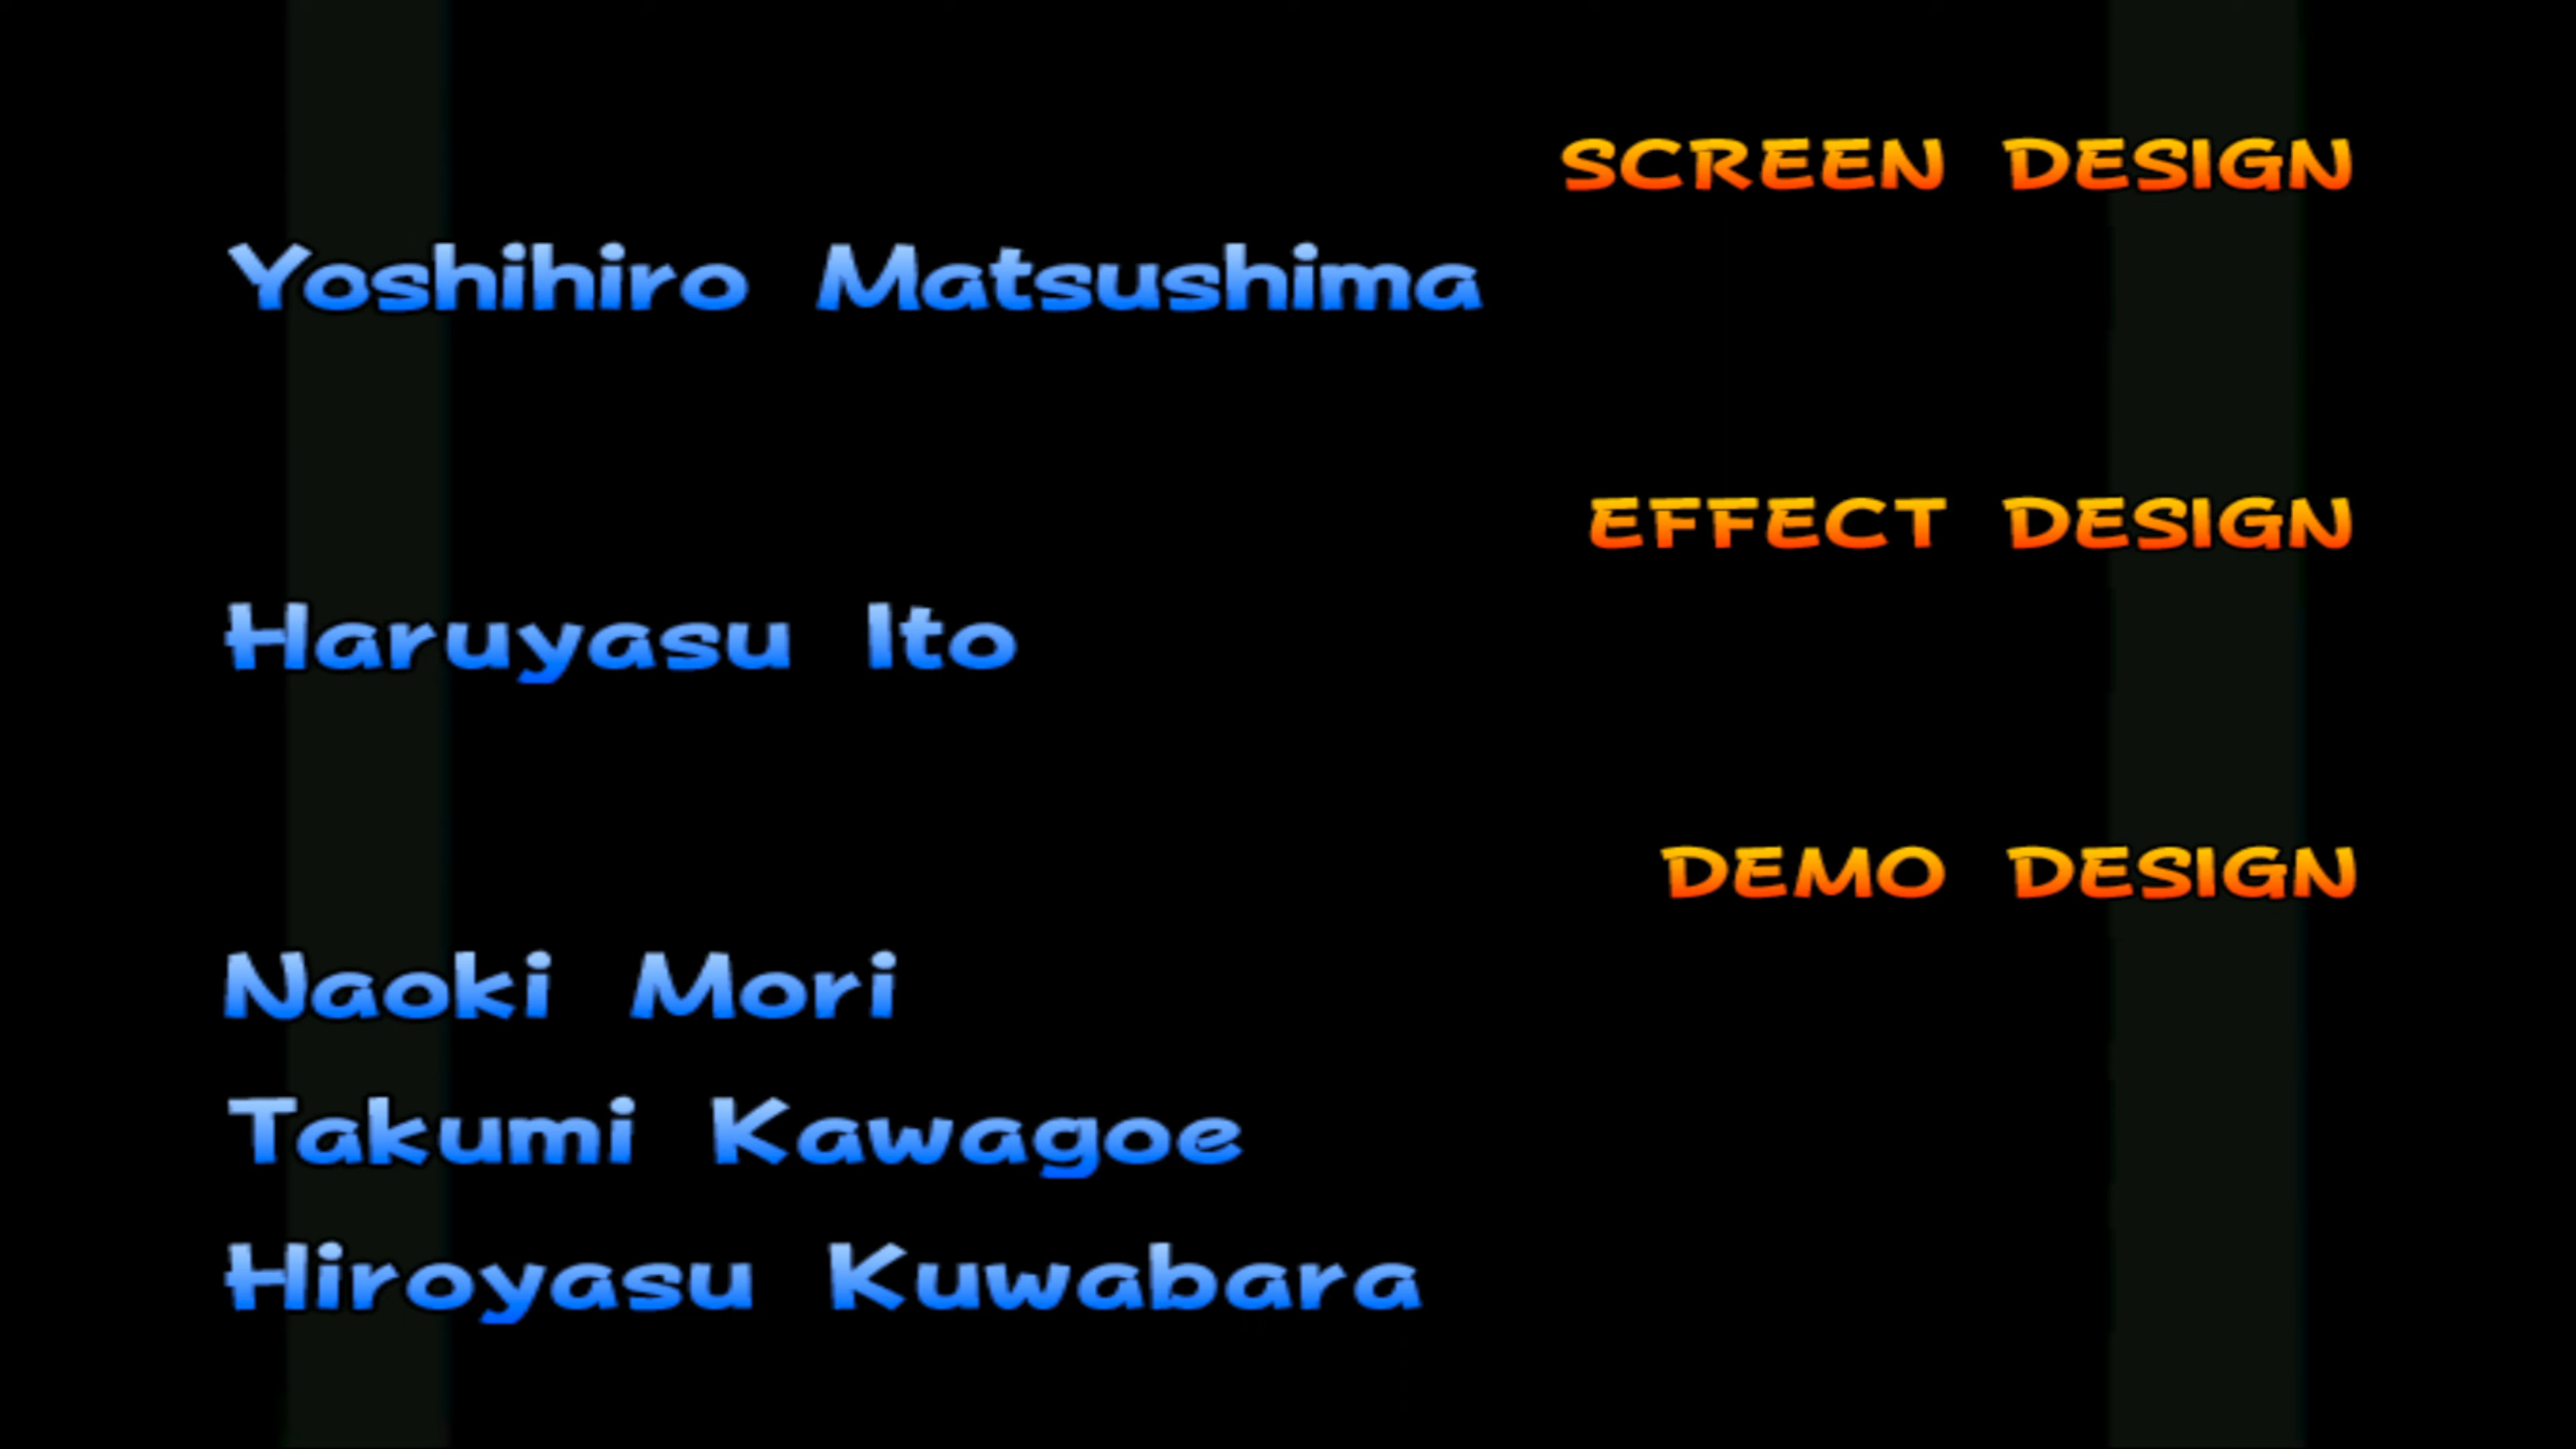 SCREEN DESIGN
Yoshihiro Matsushima
EFFECT DESIGN
Haruyasu Ito
DEMO DESIGN
Naoki Mori
Takumi Kawagoe
Hiroyasu Kuwabara